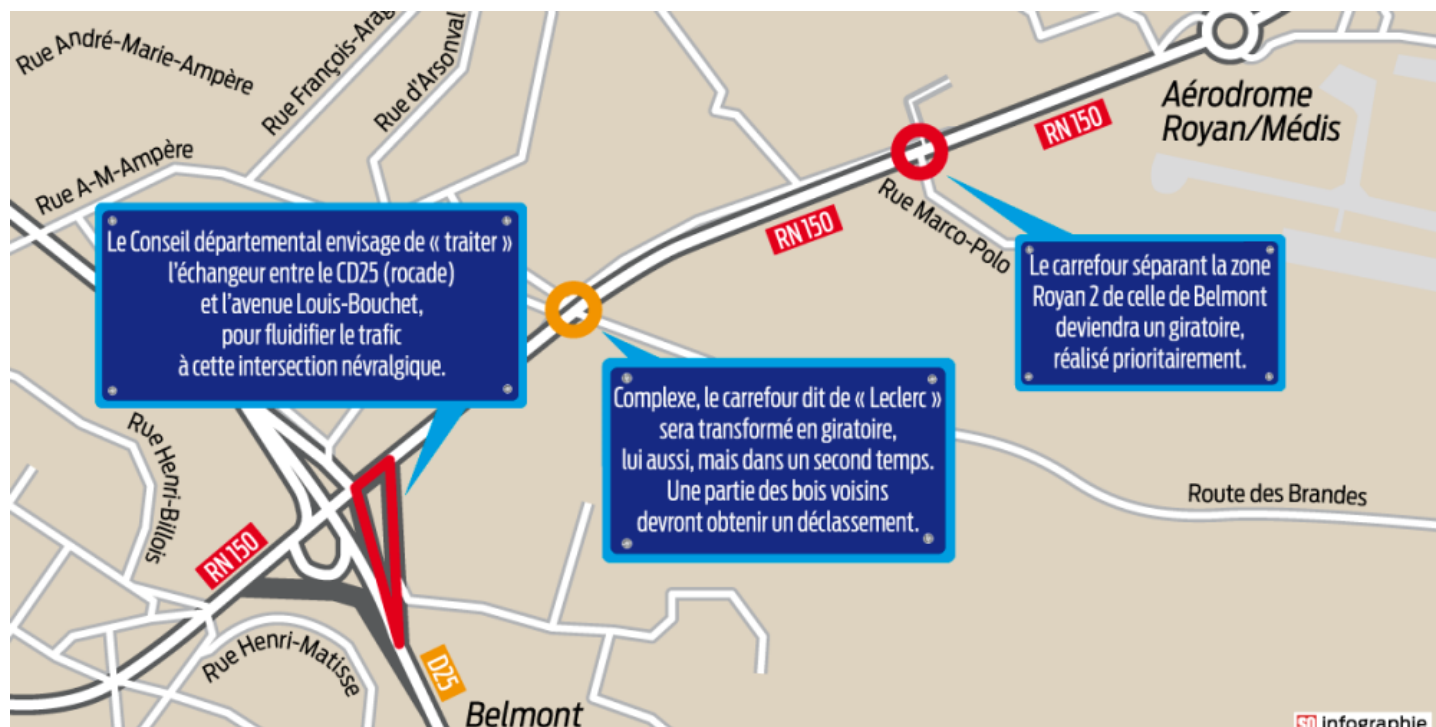 Rue André-Marie-Ampère
Rue François-Arag
Rue d'Arsonval
Rue A-M-Ampère
Aérodrome
Royan/Médis
RN 150
RN 150
Rue Marco-Polo
Le Conseil départemental envisage de « traiter »
l'échangeur entre le CD25 (rocade)
et l'avenue Louis-Bouchet,
pour fluidifier le trafic
à cette intersection névralgique.
Le carrefour séparant la zone
Royan 2 de celle de Belmont
deviendra un giratoire,
réalisé prioritairement.
Complexe, le carrefour dit de « Leclerc »
sera transformé en giratoire,
lui aussi, mais dans un second temps.
Une partie des bois voisins
devront obtenir un déclassement.
Rue Henri-Billois
Route des Brandes
RN 150
Rue Henri-Matisse
D25
Belmont
SO infographie